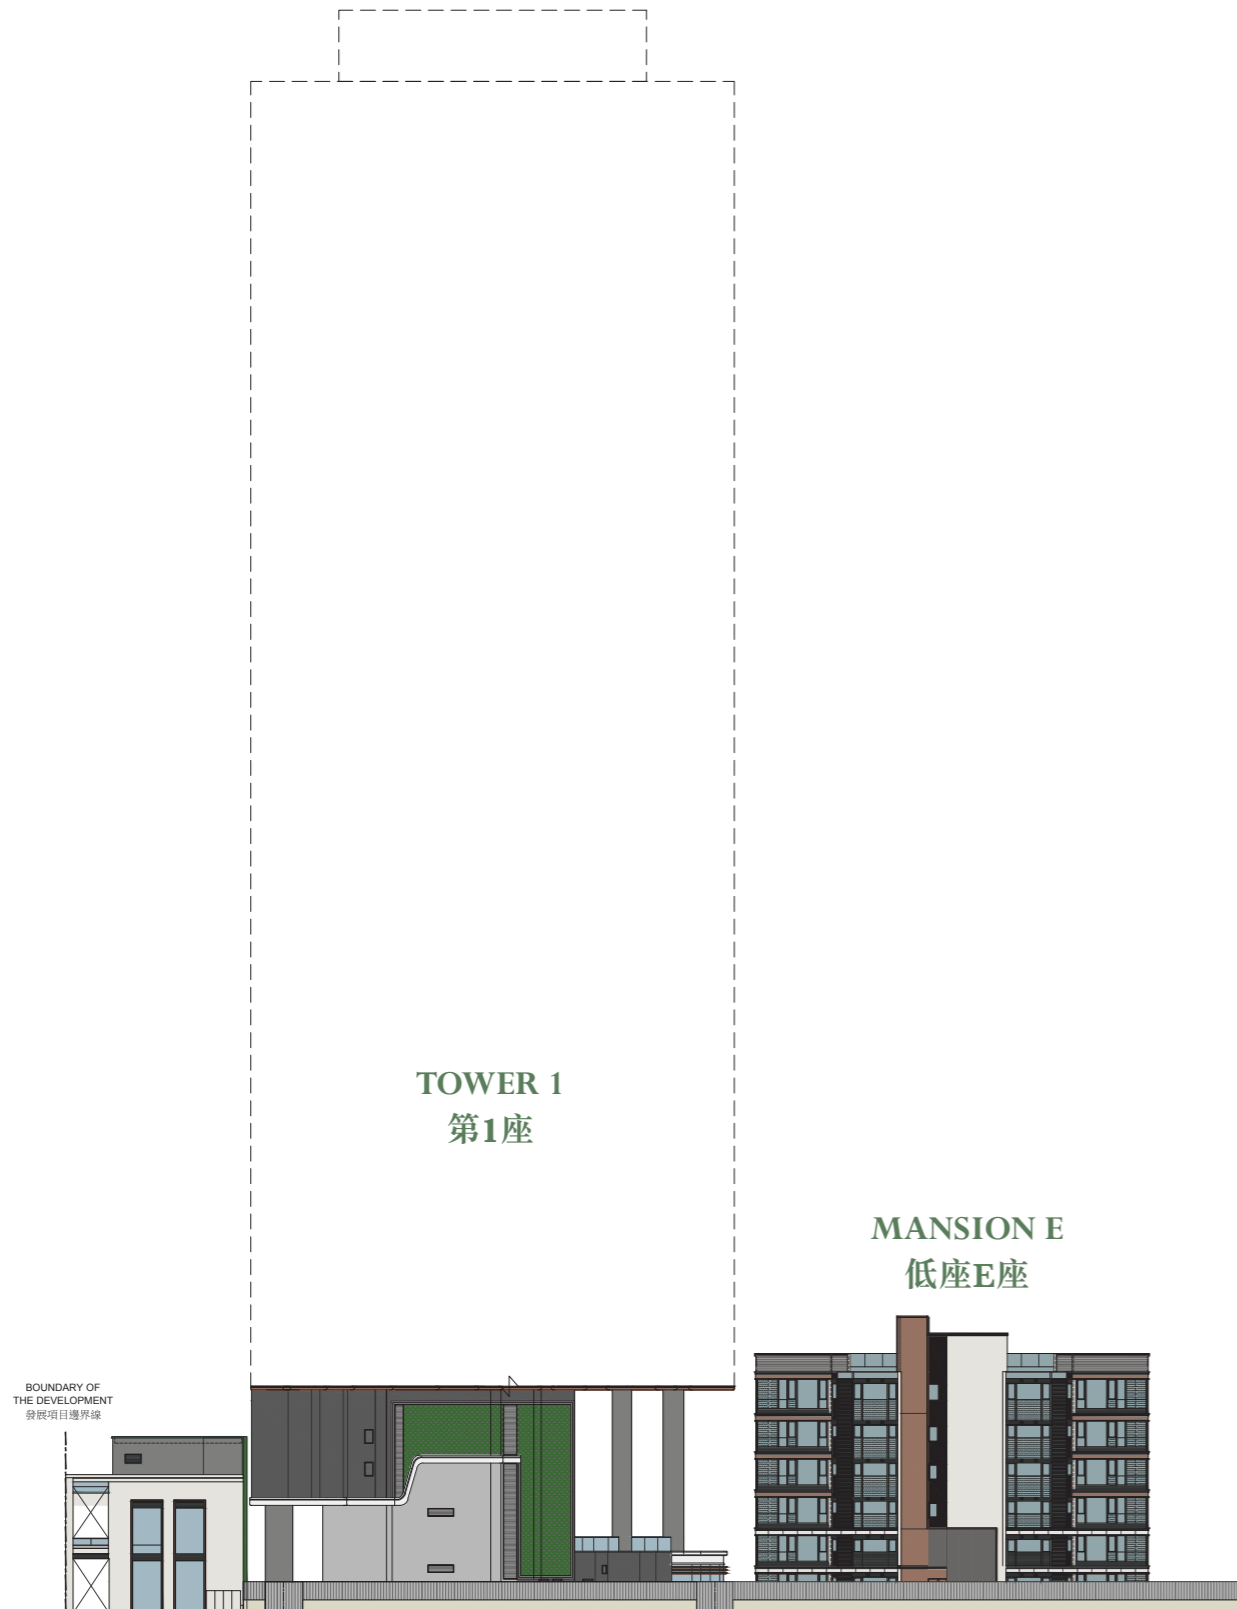 TOWER 1
第1座
MANSION E
低座E座
BOUNDARY OF
THE DEVELOPMENT
發展項目邊界線